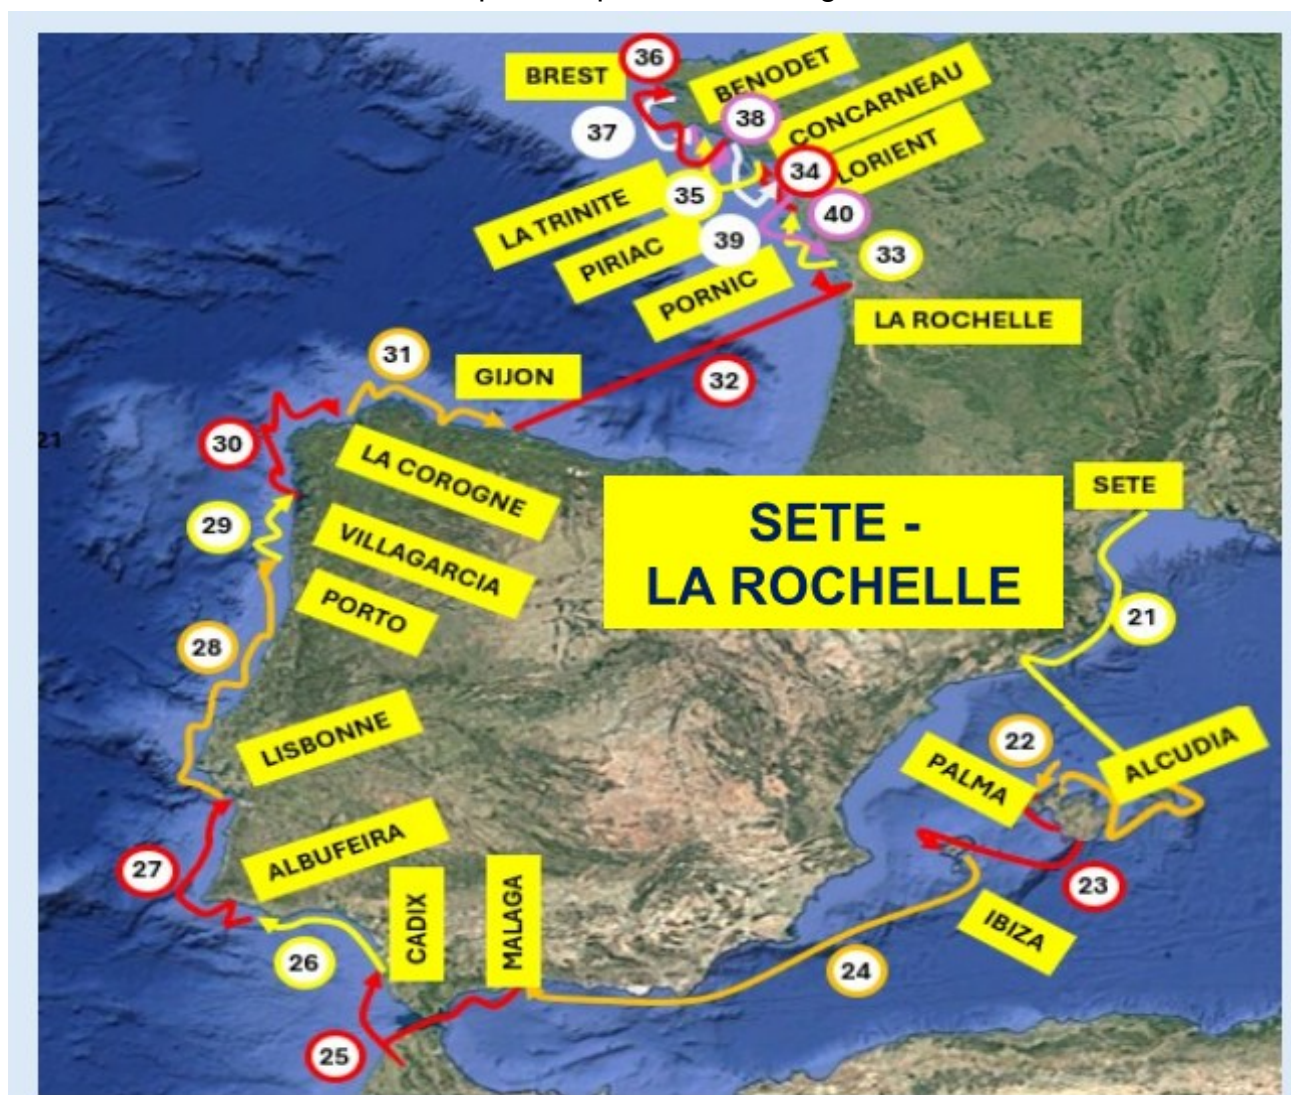 36
BREST
BENODET
38
CONCARNEAU
37
LORIENT
34
35
LA TRINITE
40
39
PIRIAC
33
PORNIC
LA ROCHELLE
31
GIJON
32
30
21
LA COROGNE
SETE
SETE -
LA ROCHELLE
29
VILLAGARCIA
PORTO
21
28
LISBONNE
22
ALCUDIA
PALMA
ALBUFEIRA
27
23
CADIX
MALAGA
IBIZA
26
24
25